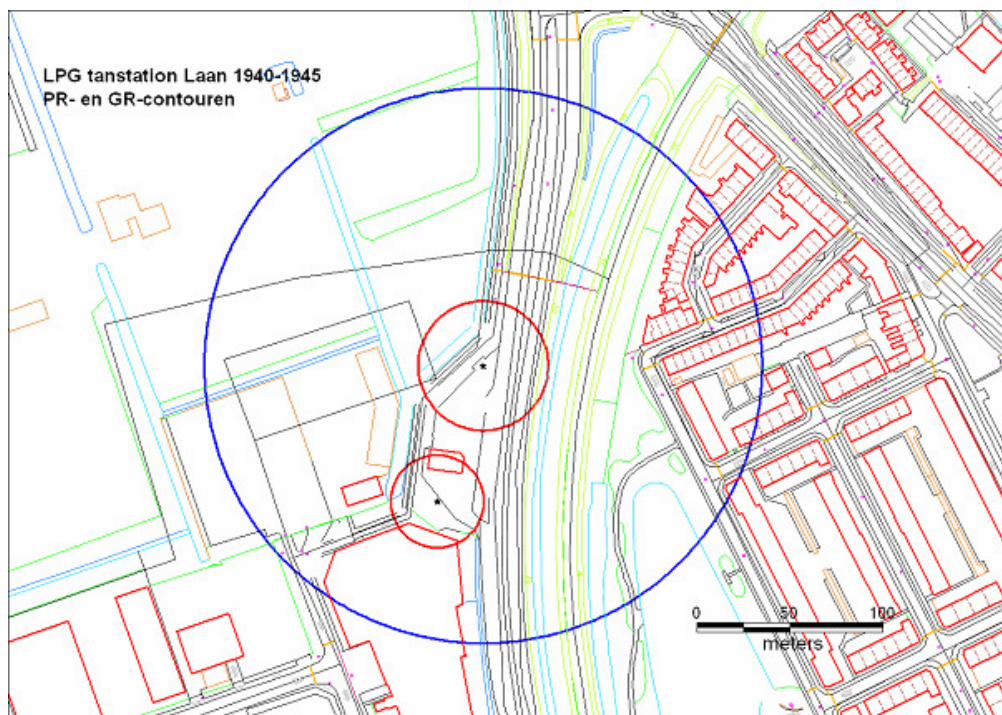 LPG tanstation Laan 1940-1945
PR- en GR-contouren
*
*
0 50 100
meters